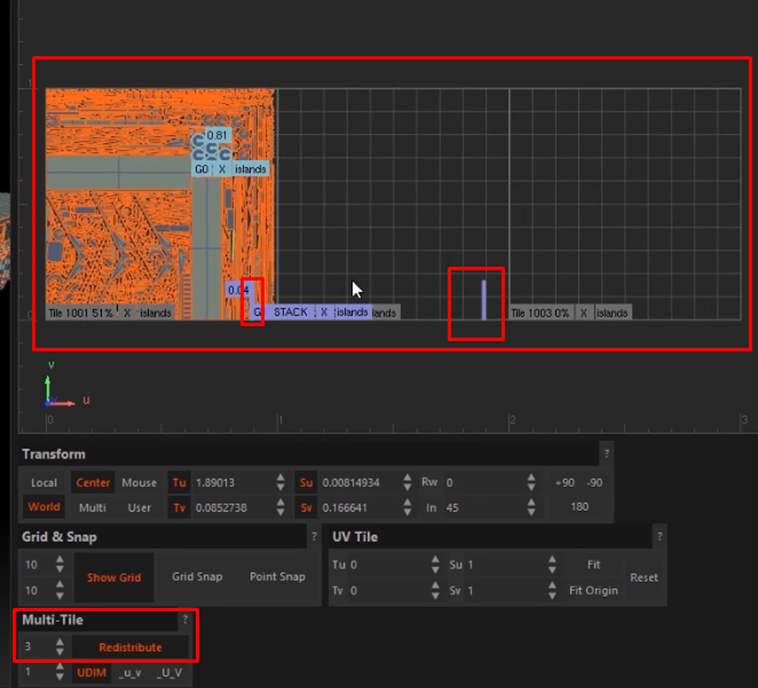 1
0.81
G0 X islands
0.04
0 Tile 1001 51% X islands G STACK X islands lands Tile 1003 0% X islands
v
u
0 1 2 3
Transform ?
Local Center Mouse Tu 1.89013 Su 0.00814934 Rw 0 +90 -90
World Multi User Tv 0.0852738 Sv 0.166641 In 45 180
Grid & Snap ? UV Tile ?
10 Show Grid Grid Snap Point Snap Tu 0 Su 1 Fit Reset
10 Tv 0 Sv 1 Fit Origin
Multi-Tile ?
3 Redistribute
1 UDIM _u_v _U_V